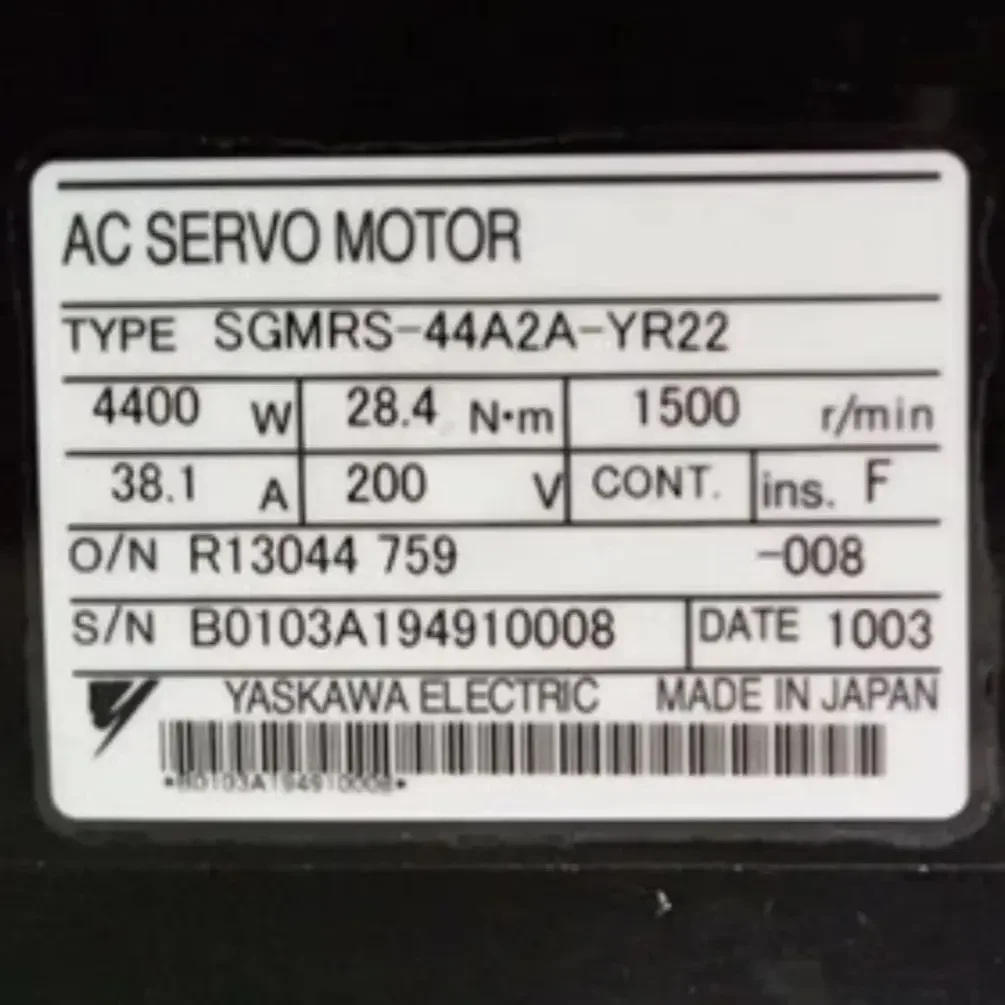 AC SERVO MOTOR
TYPE SGMRS-44A2A-YR22
4400 W 28.4 N·m 1500 r/min
38.1 A 200 V CONT. ins. F
O/N R13044 759 -008
S/N B0103A194910008 DATE 1003
YASKAWA ELECTRIC MADE IN JAPAN
*B0103A194910008*